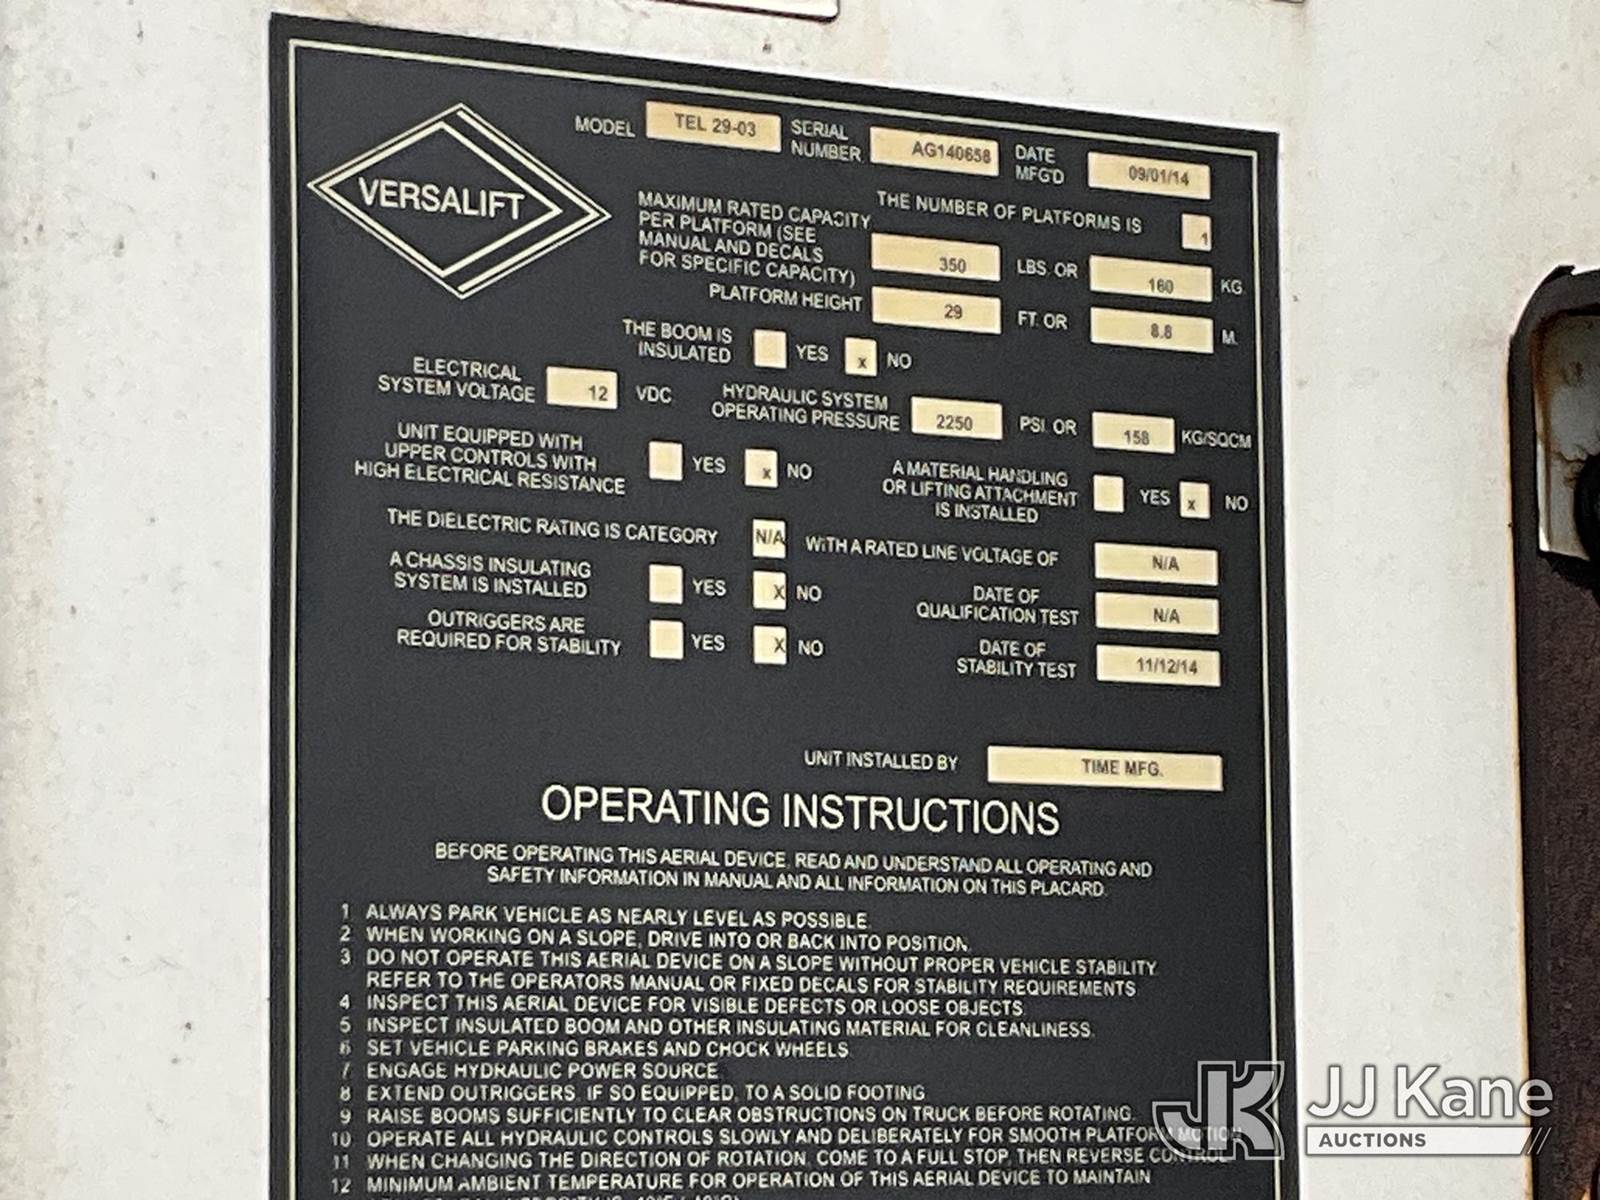 VERSALIFT
MODEL TEL 29-03 SERIAL NUMBER AG140658 DATE MFG'D 09/01/14
THE NUMBER OF PLATFORMS IS 1
MAXIMUM RATED CAPACITY
PER PLATFORM (SEE
MANUAL AND DECALS
FOR SPECIFIC CAPACITY) 350 LBS. OR 160 KG.
PLATFORM HEIGHT 29 FT. OR 8.8 M.
THE BOOM IS
INSULATED YES x NO
ELECTRICAL
SYSTEM VOLTAGE 12 VDC
HYDRAULIC SYSTEM
OPERATING PRESSURE 2250 PSI. OR 158 KG/SQCM
UNIT EQUIPPED WITH
UPPER CONTROLS WITH
HIGH ELECTRICAL RESISTANCE YES x NO
A MATERIAL HANDLING
OR LIFTING ATTACHMENT
IS INSTALLED YES x NO
THE DIELECTRIC RATING IS CATEGORY N/A WITH A RATED LINE VOLTAGE OF N/A
A CHASSIS INSULATING
SYSTEM IS INSTALLED YES X NO
DATE OF
QUALIFICATION TEST N/A
OUTRIGGERS ARE
REQUIRED FOR STABILITY YES X NO
DATE OF
STABILITY TEST 11/12/14
UNIT INSTALLED BY TIME MFG.
OPERATING INSTRUCTIONS
BEFORE OPERATING THIS AERIAL DEVICE, READ AND UNDERSTAND ALL OPERATING AND
SAFETY INFORMATION IN MANUAL AND ALL INFORMATION ON THIS PLACARD.
1 ALWAYS PARK VEHICLE AS NEARLY LEVEL AS POSSIBLE.
2 WHEN WORKING ON A SLOPE, DRIVE INTO OR BACK INTO POSITION.
3 DO NOT OPERATE THIS AERIAL DEVICE ON A SLOPE WITHOUT PROPER VEHICLE STABILITY.
REFER TO THE OPERATORS MANUAL OR FIXED DECALS FOR STABILITY REQUIREMENTS.
4 INSPECT THIS AERIAL DEVICE FOR VISIBLE DEFECTS OR LOOSE OBJECTS.
5 INSPECT INSULATED BOOM AND OTHER INSULATING MATERIAL FOR CLEANLINESS.
6 SET VEHICLE PARKING BRAKES AND CHOCK WHEELS.
7 ENGAGE HYDRAULIC POWER SOURCE.
8 EXTEND OUTRIGGERS, IF SO EQUIPPED, TO A SOLID FOOTING.
9 RAISE BOOMS SUFFICIENTLY TO CLEAR OBSTRUCTIONS ON TRUCK BEFORE ROTATING.
10 OPERATE ALL HYDRAULIC CONTROLS SLOWLY AND DELIBERATELY FOR SMOOTH PLATFORM MOTION.
11 WHEN CHANGING THE DIRECTION OF ROTATION, COME TO A FULL STOP, THEN REVERSE CONTROL.
12 MINIMUM AMBIENT TEMPERATURE FOR OPERATION OF THIS AERIAL DEVICE TO MAINTAIN
JK JJ Kane
AUCTIONS